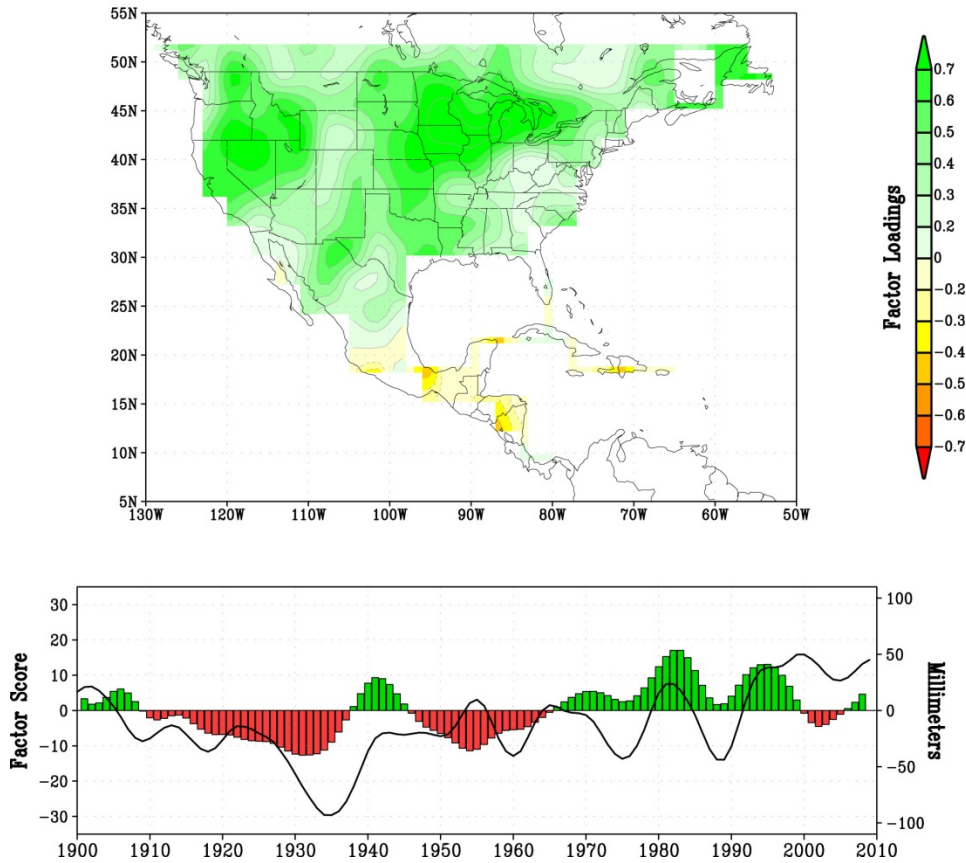 55N
50N
45N
40N
35N
30N
25N
20N
15N
10N
5N
130W 120W 110W 100W 90W 80W 70W 60W 50W
Factor Loadings
0.7
0.6
0.5
0.4
0.3
0.2
0
-0.2
-0.3
-0.4
-0.5
-0.6
-0.7
Factor Score
30
20
10
0
-10
-20
-30
100
50
0
-50
-100
Millimeters
1900 1910 1920 1930 1940 1950 1960 1970 1980 1990 2000 2010